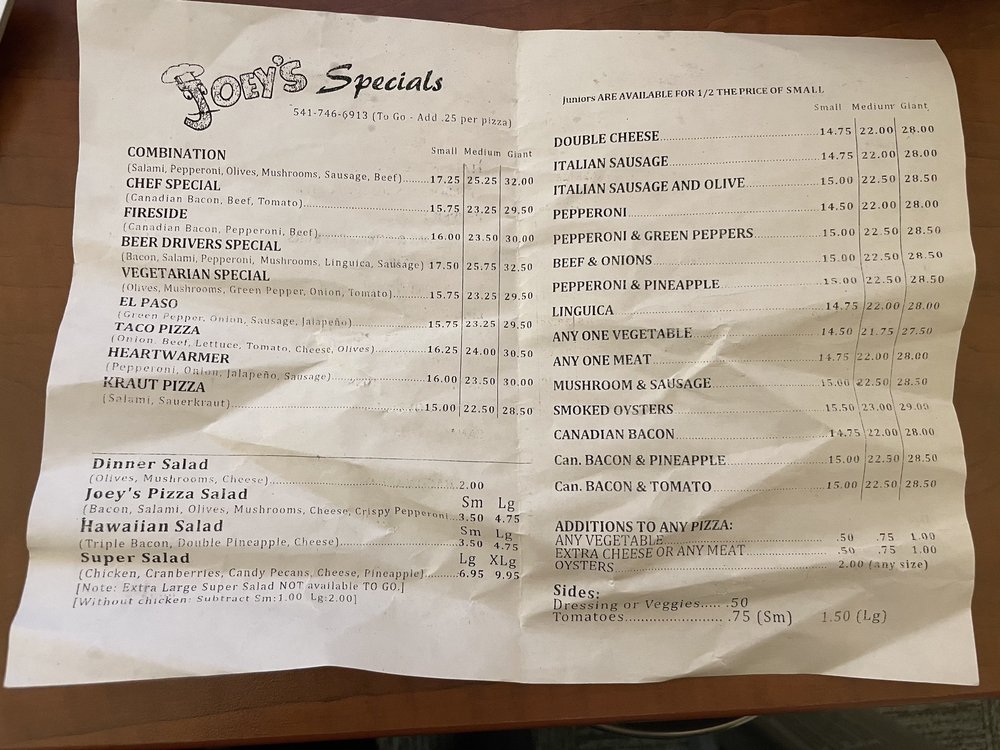 JOEY'S Specials
541-746-6913 (To Go - Add .25 per pizza)
Small Medium Giant
COMBINATION
(Salami, Pepperoni, Olives, Mushrooms, Sausage, Beef)......17.25 25.25 32.00
CHEF SPECIAL
(Canadian Bacon, Beef, Tomato)......15.75 23.25 29.50
FIRESIDE
(Canadian Bacon, Pepperoni, Beef)......16.00 23.50 30.00
BEER DRIVERS SPECIAL
(Bacon, Salami, Pepperoni, Mushrooms, Linguica, Sausage) 17.50 25.75 32.50
VEGETARIAN SPECIAL
(Olives, Mushrooms, Green Pepper, Onion, Tomato)......15.75 23.25 29.50
EL PASO
(Green Pepper, Onion, Sausage, Jalapeño)......15.75 23.25 29.50
TACO PIZZA
(Onion, Beef, Lettuce, Tomato, Cheese, Olives)......16.25 24.00 30.50
HEARTWARMER
(Pepperoni, Onion, Jalapeño, Sausage)......16.00 23.50 30.00
KRAUT PIZZA
(Salami, Sauerkraut)......15.00 22.50 28.50
Dinner Salad
(Olives, Mushrooms, Cheese)......2.00
Joey's Pizza Salad Sm Lg
(Bacon, Salami, Olives, Mushrooms, Cheese, Crispy Pepperoni...3.50 4.75
Hawaiian Salad Sm Lg
(Triple Bacon, Double Pineapple, Cheese)......3.50 4.75
Super Salad Lg XLg
(Chicken, Cranberries, Candy Pecans, Cheese, Pineapple)......6.95 9.95
[Note: Extra Large Super Salad NOT available TO GO.]
[Without chicken: Subtract Sm:1.00 Lg:2.00]
Juniors ARE AVAILABLE FOR 1/2 THE PRICE OF SMALL
Small Medium Giant
DOUBLE CHEESE......14.75 22.00 28.00
ITALIAN SAUSAGE......14.75 22.00 28.00
ITALIAN SAUSAGE AND OLIVE......15.00 22.50 28.50
PEPPERONI......14.50 22.00 28.00
PEPPERONI & GREEN PEPPERS......15.00 22.50 28.50
BEEF & ONIONS......15.00 22.50 28.50
PEPPERONI & PINEAPPLE......15.00 22.50 28.50
LINGUICA......14.75 22.00 28.00
ANY ONE VEGETABLE......14.50 21.75 27.50
ANY ONE MEAT......14.75 22.00 28.00
MUSHROOM & SAUSAGE......15.00 22.50 28.50
SMOKED OYSTERS......15.50 23.00 29.00
CANADIAN BACON......14.75 22.00 28.00
Can. BACON & PINEAPPLE......15.00 22.50 28.50
Can. BACON & TOMATO......15.00 22.50 28.50
ADDITIONS TO ANY PIZZA:
ANY VEGETABLE......50 .75 1.00
EXTRA CHEESE OR ANY MEAT......50 .75 1.00
OYSTERS......2.00 (any size)
Sides:
Dressing or Veggies..... .50
Tomatoes...... .75 (Sm) 1.50 (Lg)